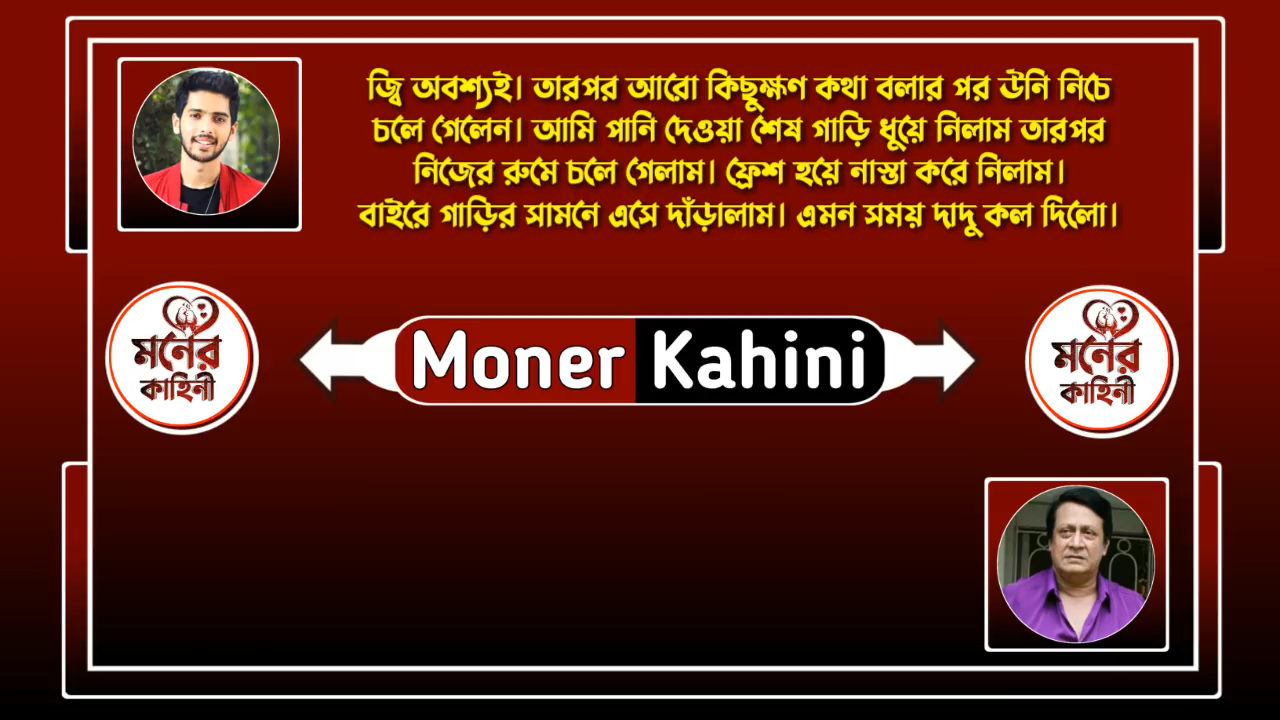 জ্বি অবশ্যই। তারপর আরো কিছুক্ষণ কথা বলার পর উনি নিচে
চলে গেলেন। আমি পানি দেওয়া শেষ গাড়ি ধুয়ে নিলাম তারপর
নিজের রুমে চলে গেলাম। ফ্রেশ হয়ে নাস্তা করে নিলাম।
বাইরে গাড়ির সামনে এসে দাঁড়ালাম। এমন সময় দাদু কল দিলো।
মনের
কাহিনী
Moner Kahini
মনের
কাহিনী